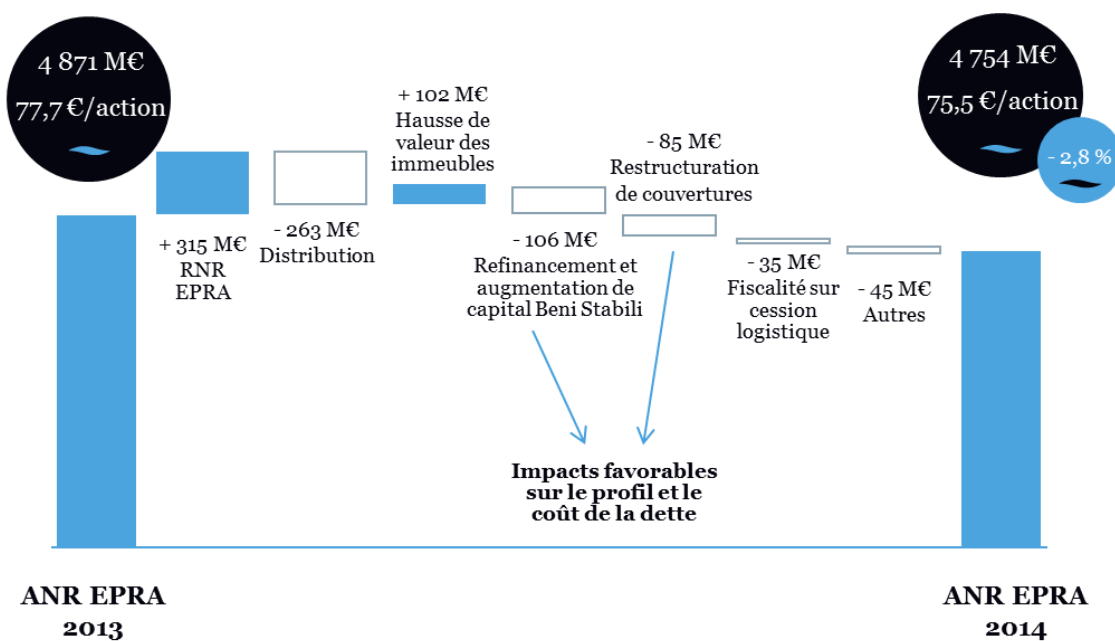 4 871 M€
77,7 €/action
+ 315 M€
RNR
EPRA
- 263 M€
Distribution
+ 102 M€
Hausse de
valeur des
immeubles
- 106 M€
Refinancement et
augmentation de
capital Beni Stabili
- 85 M€
Restructuration
de couvertures
- 35 M€
Fiscalité sur
cession
logistique
- 45 M€
Autres
4 754 M€
75,5 €/action
- 2,8 %
Impacts favorables
sur le profil et le
coût de la dette
ANR EPRA
2013
ANR EPRA
2014